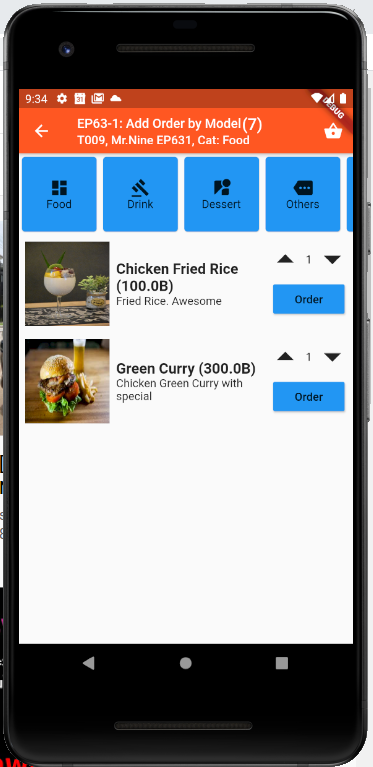 9:34
DEBUG
EP63-1: Add Order by Model(7)
T009, Mr.Nine EP631, Cat: Food
Food
Drink
Dessert
Others
Chicken Fried Rice
(100.0B)
Fried Rice. Awesome
1
Order
Green Curry (300.0B)
Chicken Green Curry with
special
1
Order